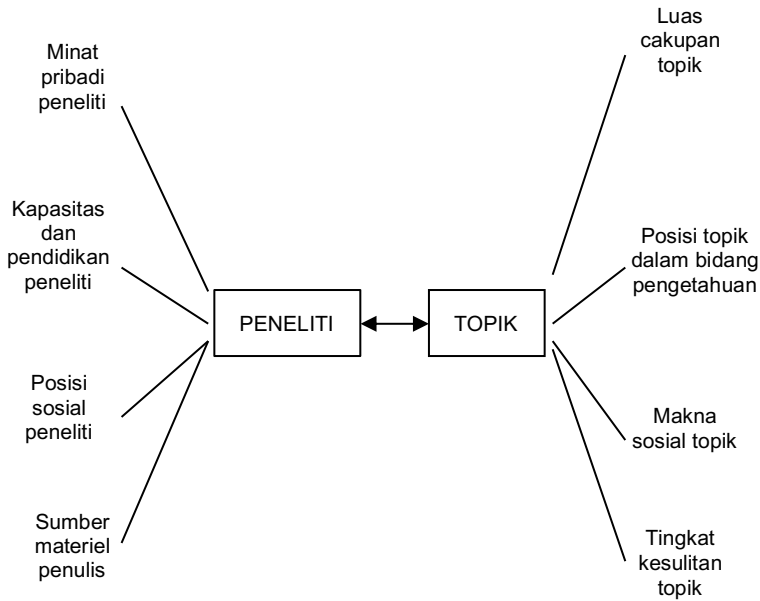 Minat
pribadi
peneliti
Kapasitas
dan
pendidikan
peneliti
Posisi
sosial
peneliti
Sumber
materiel
penulis
PENELITI
TOPIK
Luas
cakupan
topik
Posisi topik
dalam bidang
pengetahuan
Makna
sosial topik
Tingkat
kesulitan
topik